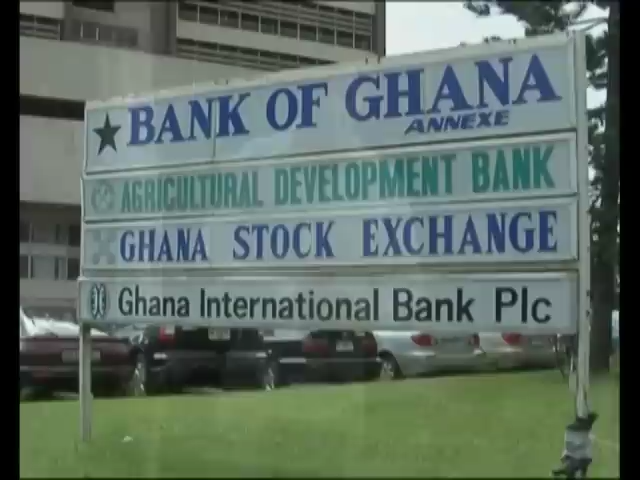 BANK OF GHANA
ANNEXE
AGRICULTURAL DEVELOPMENT BANK
GHANA STOCK EXCHANGE
Ghana International Bank Plc